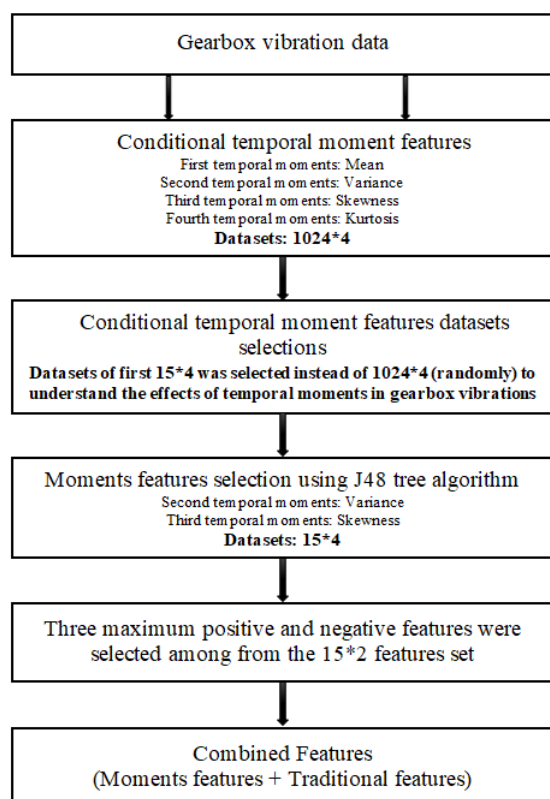 Gearbox vibration data
Conditional temporal moment features
First temporal moments: Mean
Second temporal moments: Variance
Third temporal moments: Skewness
Fourth temporal moments: Kurtosis
Datasets: 1024*4
Conditional temporal moment features datasets
selections
Datasets of first 15*4 was selected instead of 1024*4 (randomly) to
understand the effects of temporal moments in gearbox vibrations
Moments features selection using J48 tree algorithm
Second temporal moments: Variance
Third temporal moments: Skewness
Datasets: 15*4
Three maximum positive and negative features were
selected among from the 15*2 features set
Combined Features
(Moments features + Traditional features)